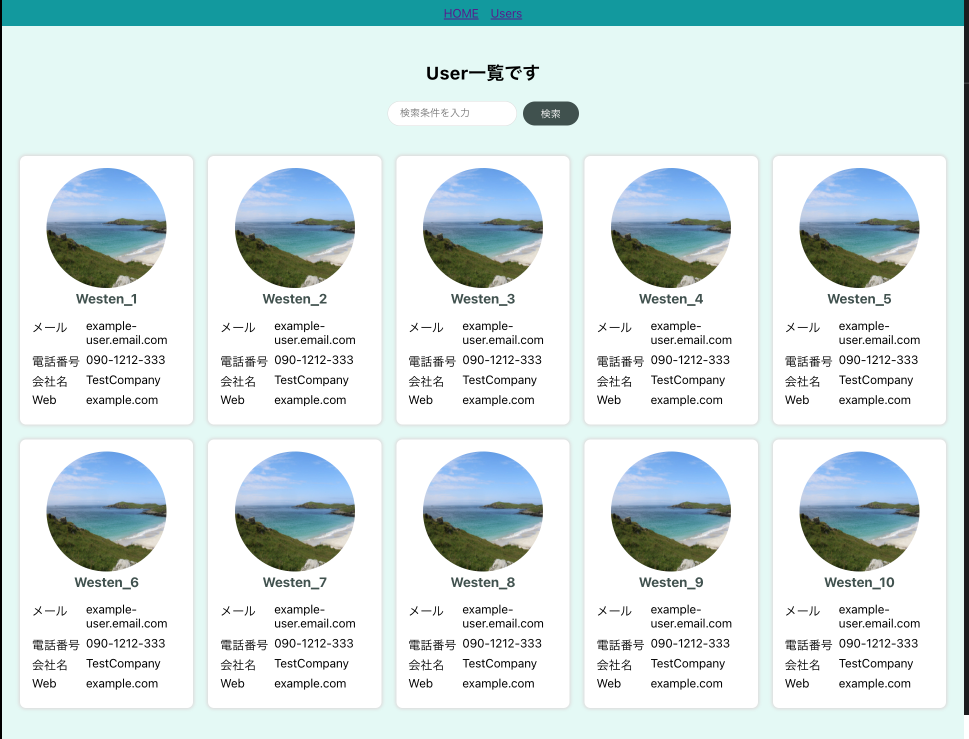 HOME Users
User一覧です
検索条件を入力 検索
Westen_1 Westen_2 Westen_3 Westen_4 Westen_5
メール example- メール example- メール example- メール example- メール example-
user.email.com user.email.com user.email.com user.email.com user.email.com
電話番号 090-1212-333 電話番号 090-1212-333 電話番号 090-1212-333 電話番号 090-1212-333 電話番号 090-1212-333
会社名 TestCompany 会社名 TestCompany 会社名 TestCompany 会社名 TestCompany 会社名 TestCompany
Web example.com Web example.com Web example.com Web example.com Web example.com
Westen_6 Westen_7 Westen_8 Westen_9 Westen_10
メール example- メール example- メール example- メール example- メール example-
user.email.com user.email.com user.email.com user.email.com user.email.com
電話番号 090-1212-333 電話番号 090-1212-333 電話番号 090-1212-333 電話番号 090-1212-333 電話番号 090-1212-333
会社名 TestCompany 会社名 TestCompany 会社名 TestCompany 会社名 TestCompany 会社名 TestCompany
Web example.com Web example.com Web example.com Web example.com Web example.com